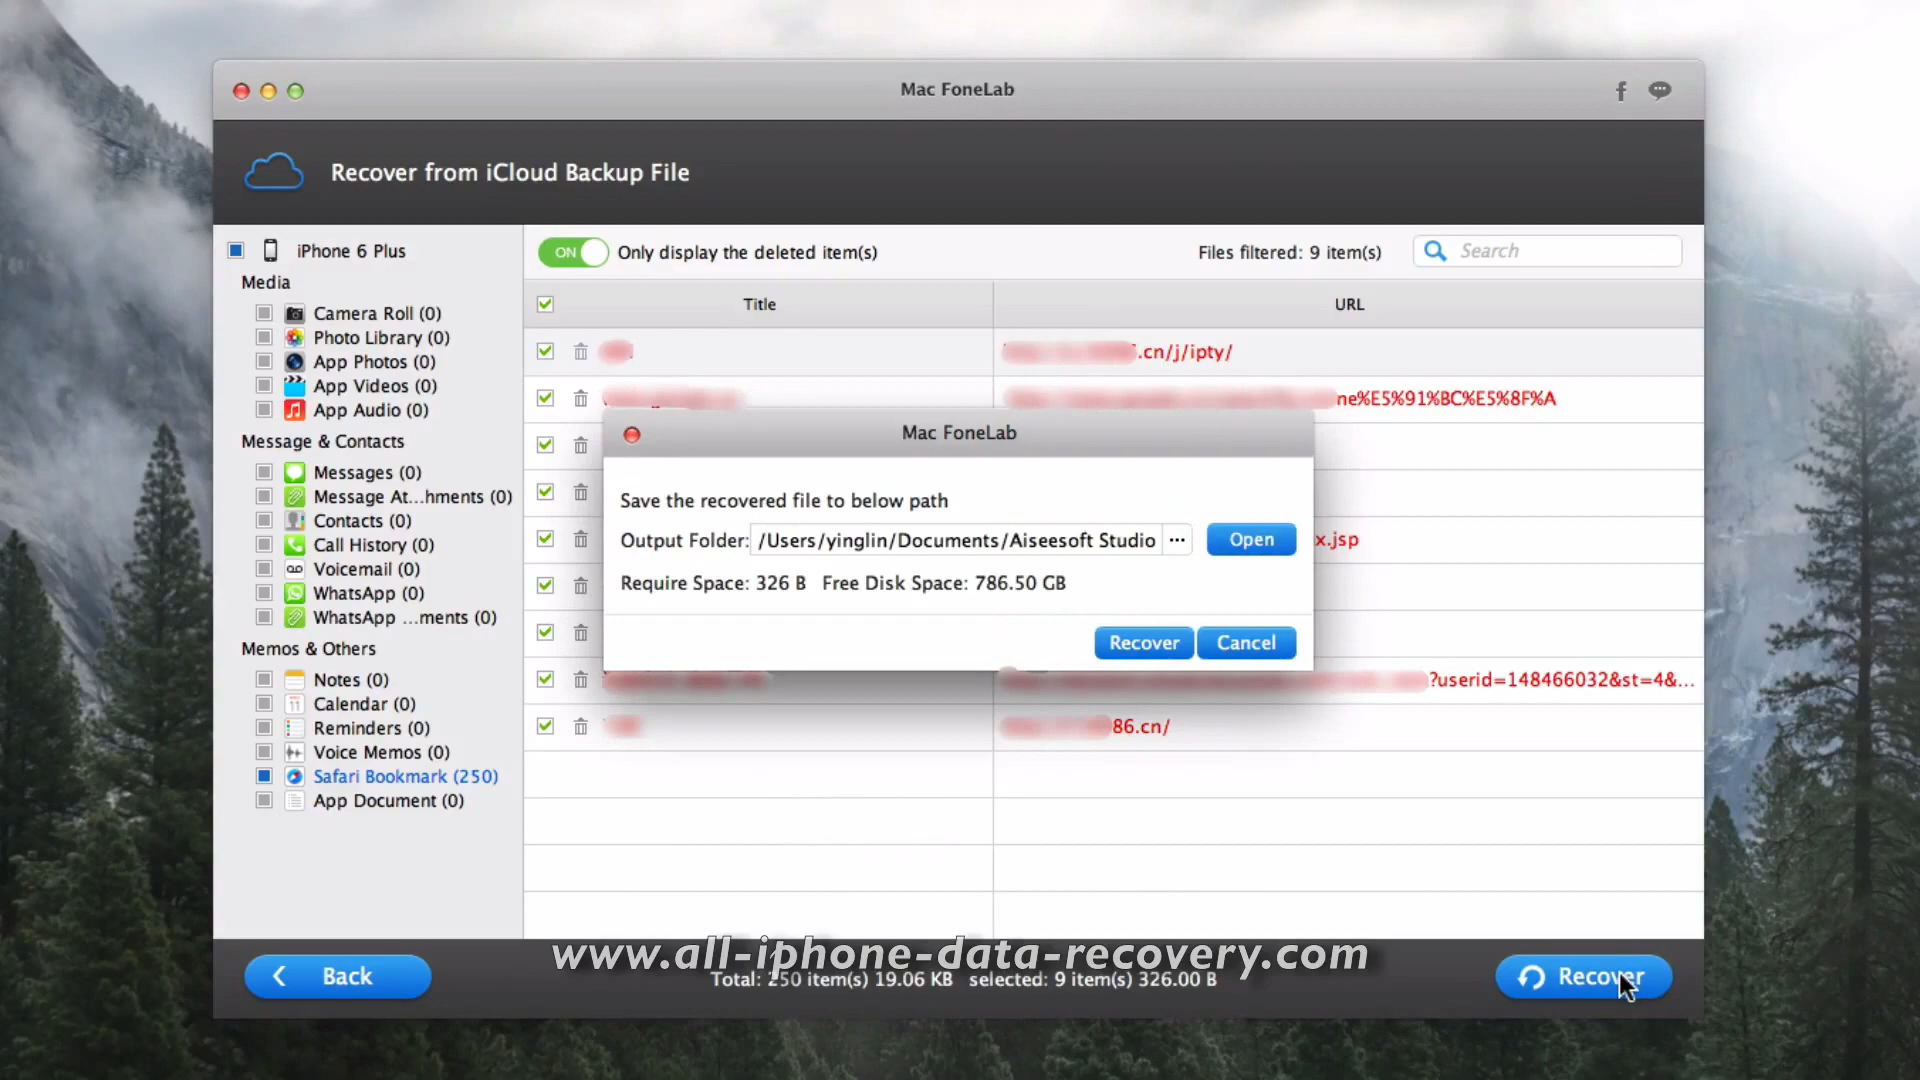 Mac FoneLab
f
Recover from iCloud Backup File
iPhone 6 Plus
Media
Camera Roll (0)
Photo Library (0)
App Photos (0)
App Videos (0)
App Audio (0)
Message & Contacts
Messages (0)
Message At...hments (0)
Contacts (0)
Call History (0)
Voicemail (0)
WhatsApp (0)
WhatsApp ...ments (0)
Memos & Others
Notes (0)
Calendar (0)
Reminders (0)
Voice Memos (0)
Safari Bookmark (250)
App Document (0)
ON Only display the deleted item(s) Files filtered: 9 item(s) Search
Title URL
.cn/j/ipty/
ne%E5%91%BC%E5%8F%A
x.jsp
?userid=148466032&st=4&...
86.cn/
Mac FoneLab
Save the recovered file to below path
Output Folder: /Users/yinglin/Documents/Aiseesoft Studio ... Open
Require Space: 326 B Free Disk Space: 786.50 GB
Recover Cancel
www.all-iphone-data-recovery.com
Back Total: 250 item(s) 19.06 KB selected: 9 item(s) 326.00 B Recover